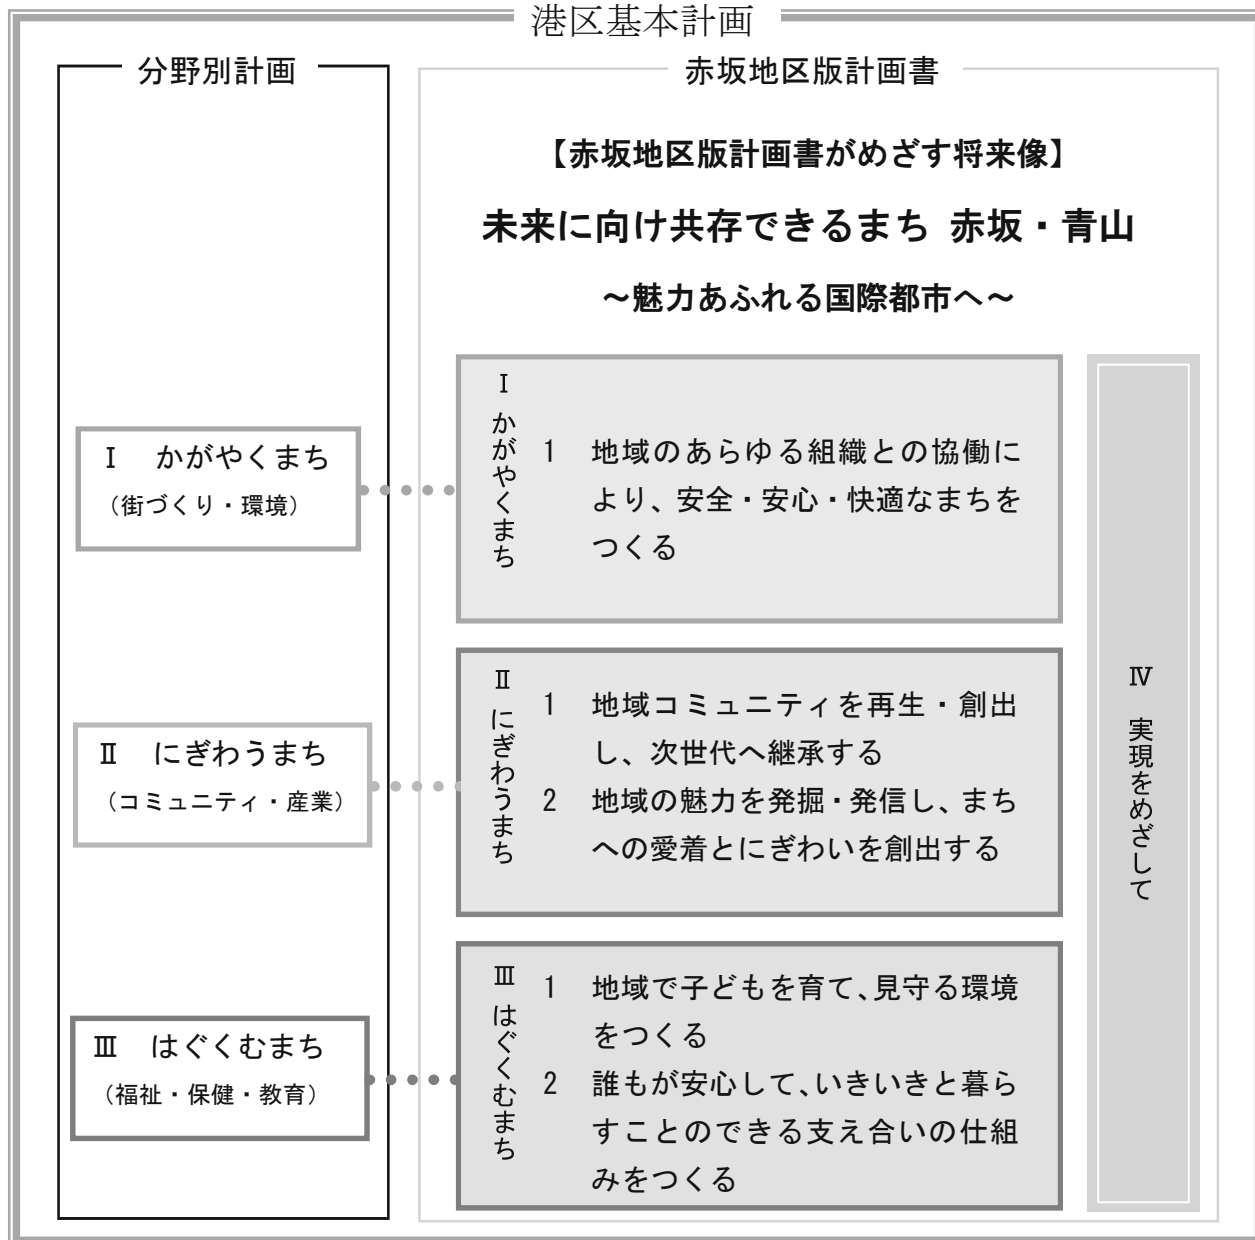 港区基本計画
分野別計画
Ⅰ かがやくまち
（街づくり・環境）
Ⅱ にぎわうまち
（コミュニティ・産業）
Ⅲ はぐくむまち
（福祉・保健・教育）
赤坂地区版計画書
【赤坂地区版計画書がめざす将来像】
未来に向け共存できるまち 赤坂・青山
～魅力あふれる国際都市へ～
Ⅰ かがやくまち
1 地域のあらゆる組織との協働に
より、安全・安心・快適なまちを
つくる
Ⅱ にぎわうまち
1 地域コミュニティを再生・創出
し、次世代へ継承する
2 地域の魅力を発掘・発信し、まち
への愛着とにぎわいを創出する
Ⅲ はぐくむまち
1 地域で子どもを育て、見守る環境
をつくる
2 誰もが安心して、いきいきと暮ら
すことのできる支え合いの仕組
みをつくる
Ⅳ 実現をめざして